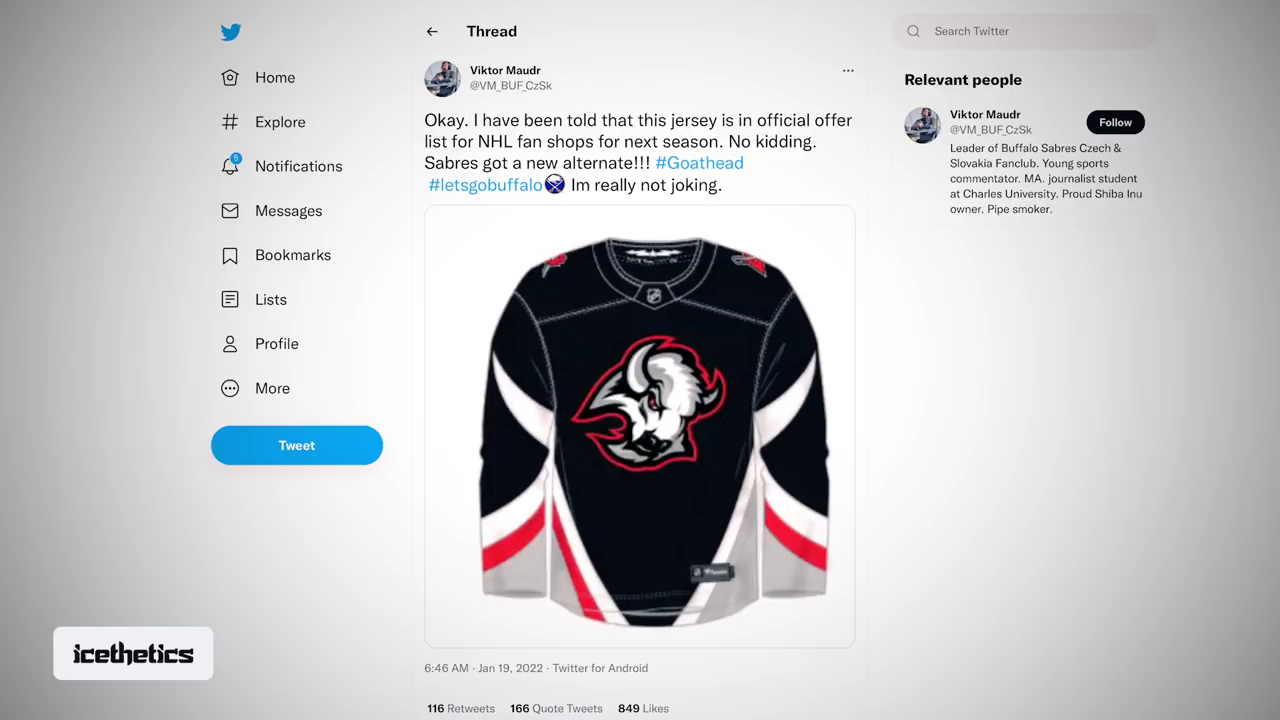 Thread
Search Twitter
Viktor Maudr
@VM_BUF_CzSk
Okay. I have been told that this jersey is in official offer
list for NHL fan shops for next season. No kidding.
Sabres got a new alternate!!! #Goathead
#letsgobuffalo Im really not joking.
6:46 AM · Jan 19, 2022 · Twitter for Android
116 Retweets 166 Quote Tweets 849 Likes
5
Home
Explore
Notifications
Messages
Bookmarks
Lists
Profile
More
Tweet
Relevant people
Viktor Maudr
@VM_BUF_CzSk
Follow
Leader of Buffalo Sabres Czech &
Slovakia Fanclub. Young sports
commentator. MA. journalist student
at Charles University. Proud Shiba Inu
owner. Pipe smoker.
icethetics